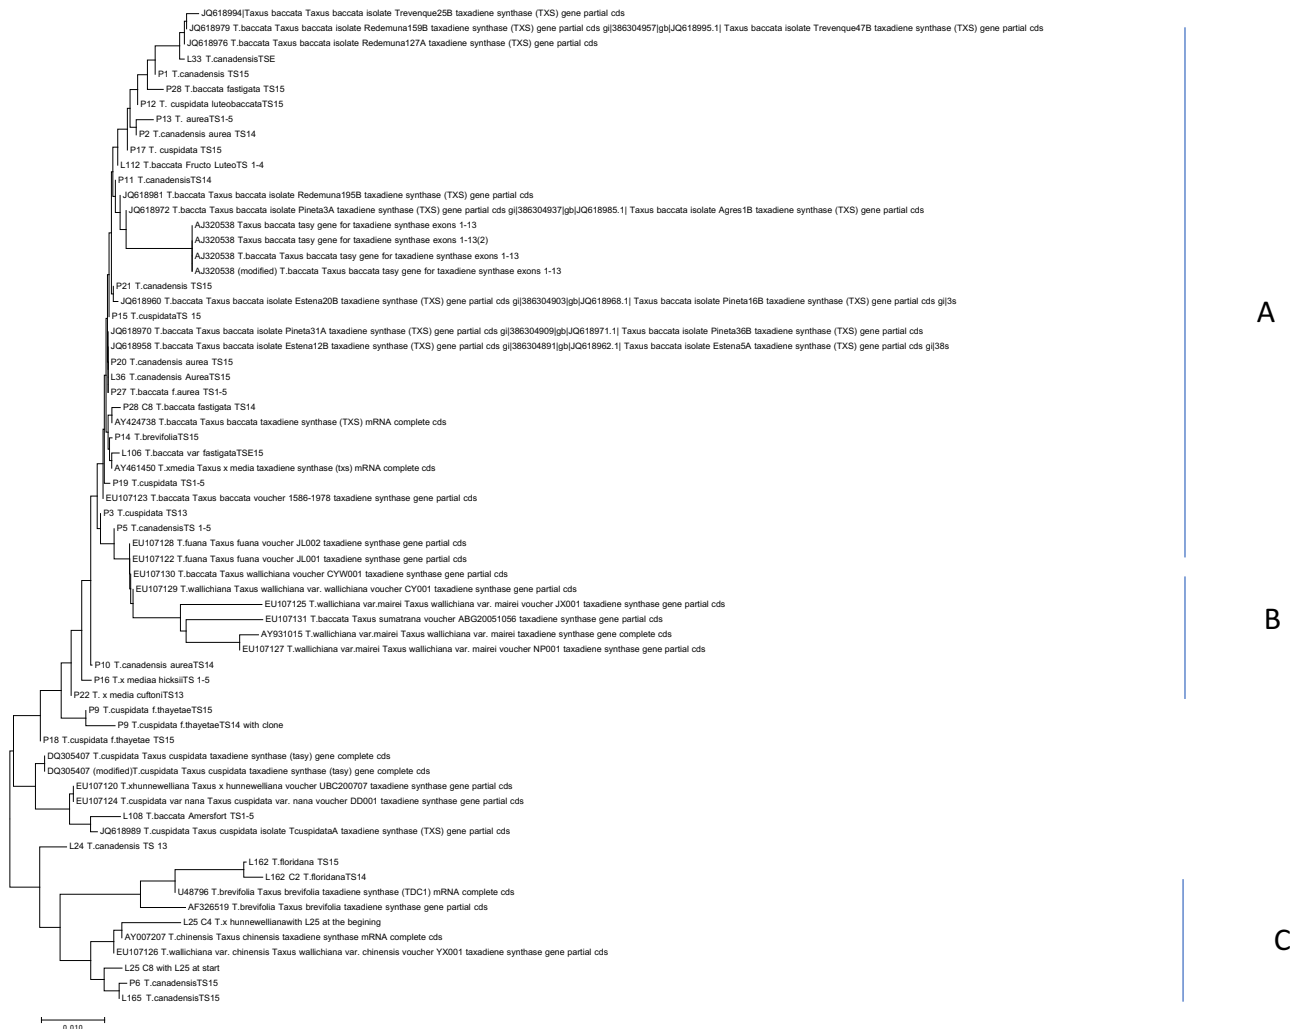 JQ618994|Taxus baccata Taxus baccata isolate Trevenque25B taxadiene synthase (TXS) gene partial cds
JQ618979 T.baccata Taxus baccata isolate Redemuna159B taxadiene synthase (TXS) gene partial cds gi|386304957|gb|JQ618995.1| Taxus baccata isolate Trevenque47B taxadiene synthase (TXS) gene partial cds
JQ618976 T.baccata Taxus baccata isolate Redemuna127A taxadiene synthase (TXS) gene partial cds
L33 T.canadensisTSE
P1 T.canadensis TS15
P28 T.baccata fastigata TS15
P12 T. cuspidata luteobaccataTS15
P13 T. aureaTS1-5
P2 T.canadensis aurea TS14
P17 T. cuspidata TS15
L112 T.baccata Fructo LuteoTS 1-4
P11 T.canadensisTS14
JQ618981 T.baccata Taxus baccata isolate Redemuna195B taxadiene synthase (TXS) gene partial cds
JQ618972 T.baccta Taxus baccata isolate Pineta3A taxadiene synthase (TXS) gene partial cds gi|386304937|gb|JQ618985.1| Taxus baccata isolate Agres1B taxadiene synthase (TXS) gene partial cds
AJ320538 Taxus baccata tasy gene for taxadiene synthase exons 1-13
AJ320538 Taxus baccata tasy gene for taxadiene synthase exons 1-13(2)
AJ320538 T.baccata Taxus baccata tasy gene for taxadiene synthase exons 1-13
AJ320538 (modified) T.baccata Taxus baccata tasy gene for taxadiene synthase exons 1-13
P21 T.canadensis TS15
JQ618960 T.baccata Taxus baccata isolate Estena20B taxadiene synthase (TXS) gene partial cds gi|386304903|gb|JQ618968.1| Taxus baccata isolate Pineta16B taxadiene synthase (TXS) gene partial cds gi|3s
P15 T.cuspidataTS 15
A
JQ618970 T.baccata Taxus baccata isolate Pineta31A taxadiene synthase (TXS) gene partial cds gi|386304909|gb|JQ618971.1| Taxus baccata isolate Pineta36B taxadiene synthase (TXS) gene partial cds
JQ618958 T.baccata Taxus baccata isolate Estena12B taxadiene synthase (TXS) gene partial cds gi|386304891|gb|JQ618962.1| Taxus baccata isolate Estena5A taxadiene synthase (TXS) gene partial cds gi|38s
P20 T.canadensis aurea TS15
L36 T.canadensis AureaTS15
P27 T.baccata f.aurea TS1-5
P28 C8 T.baccata fastigata TS14
AY424738 T.baccata Taxus baccata taxadiene synthase (TXS) mRNA complete cds
P14 T.brevifoliaTS15
L106 T.baccata var fastigataTSE15
AY461450 T.xmedia Taxus x media taxadiene synthase (txs) mRNA complete cds
P19 T.cuspidata TS1-5
EU107123 T.baccata Taxus baccata voucher 1586-1978 taxadiene synthase gene partial cds
P3 T.cuspidata TS13
P5 T.canadensisTS 1-5
EU107128 T.fuana Taxus fuana voucher JL002 taxadiene synthase gene partial cds
EU107122 T.fuana Taxus fuana voucher JL001 taxadiene synthase gene partial cds
EU107130 T.baccata Taxus wallichiana voucher CYW001 taxadiene synthase gene partial cds
EU107129 T.wallichiana Taxus wallichiana var. wallichiana voucher CY001 taxadiene synthase gene partial cds
EU107125 T.wallichiana var.mairei Taxus wallichiana var. mairei voucher JX001 taxadiene synthase gene partial cds
EU107131 T.baccata Taxus sumatrana voucher ABG20051056 taxadiene synthase gene partial cds
B
AY931015 T.wallichiana var.mairei Taxus wallichiana var. mairei taxadiene synthase gene complete cds
EU107127 T.wallichiana var.mairei Taxus wallichiana var. mairei voucher NP001 taxadiene synthase gene partial cds
P10 T.canadensis aureaTS14
P16 T.x mediaa hicksiiTS 1-5
P22 T. x media cuftoniTS13
P9 T.cuspidata f.thayetaeTS15
P9 T.cuspidata f.thayetaeTS14 with clone
P18 T.cuspidata f.thayetae TS15
DQ305407 T.cuspidata Taxus cuspidata taxadiene synthase (tasy) gene complete cds
DQ305407 (modified)T.cuspidata Taxus cuspidata taxadiene synthase (tasy) gene complete cds
EU107120 T.xhunnewelliana Taxus x hunnewelliana voucher UBC200707 taxadiene synthase gene partial cds
EU107124 T.cuspidata var nana Taxus cuspidata var. nana voucher DD001 taxadiene synthase gene partial cds
L108 T.baccata Amersfort TS1-5
JQ618989 T.cuspidata Taxus cuspidata isolate TcuspidataA taxadiene synthase (TXS) gene partial cds
L24 T.canadensis TS 13
L162 T.floridana TS15
L162 C2 T.floridanaTS14
U48796 T.brevifolia Taxus brevifolia taxadiene synthase (TDC1) mRNA complete cds
AF326519 T.brevifolia Taxus brevifolia taxadiene synthase gene partial cds
L25 C4 T.x hunnewellianawith L25 at the begining
AY007207 T.chinensis Taxus chinensis taxadiene synthase mRNA complete cds
C
EU107126 T.wallichiana var. chinensis Taxus wallichiana var. chinensis voucher YX001 taxadiene synthase gene partial cds
L25 C8 with L25 at start
P6 T.canadensisTS15
L165 T.canadensisTS15
0.010